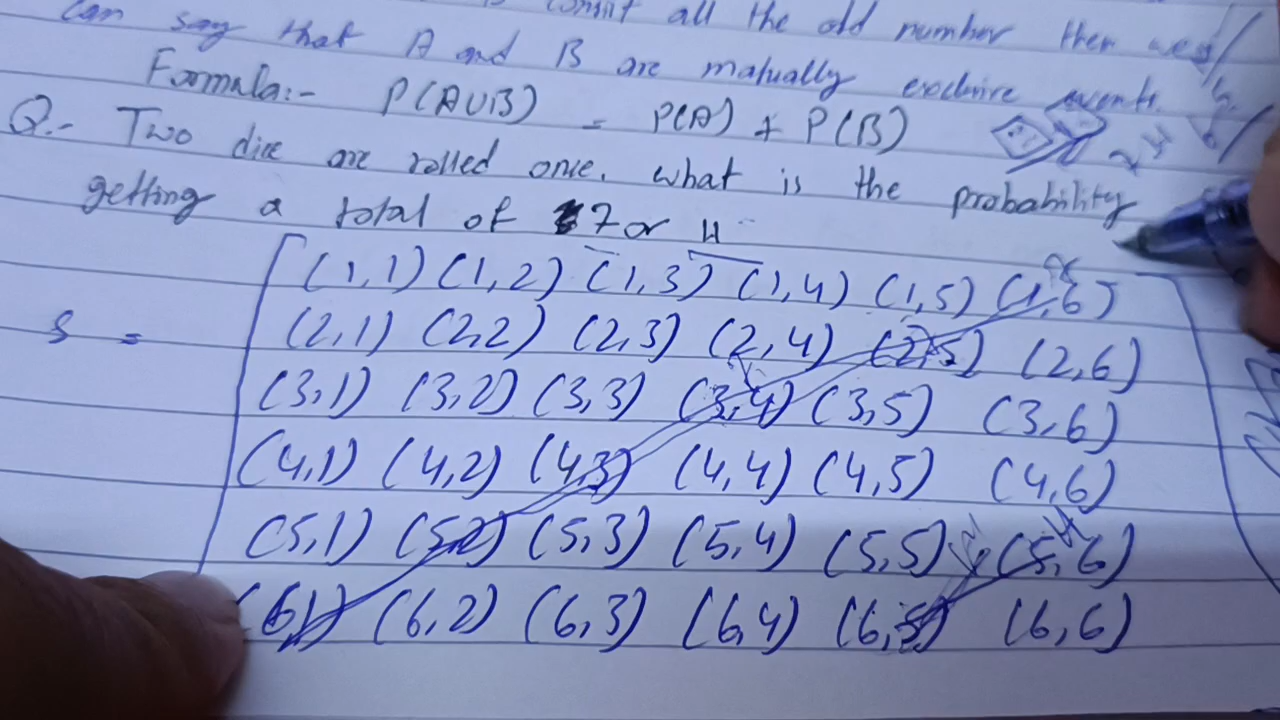 can say that A and B are matually exclusive events.
Formula:- P(AUB) = P(A) + P(B)
Q.- Two dice are rolled once. what is the probability
getting a total of 7 or 11
(1,1) (1,2) (1,3) (1,4) (1,5) (1,6)
(2,1) (2,2) (2,3) (2,4) (2,5) (2,6)
S =
(3,1) (3,2) (3,3) (3,4) (3,5) (3,6)
(4,1) (4,2) (4,3) (4,4) (4,5) (4,6)
(5,1) (5,2) (5,3) (5,4) (5,5) (5,6)
(6,1) (6,2) (6,3) (6,4) (6,5) (6,6)